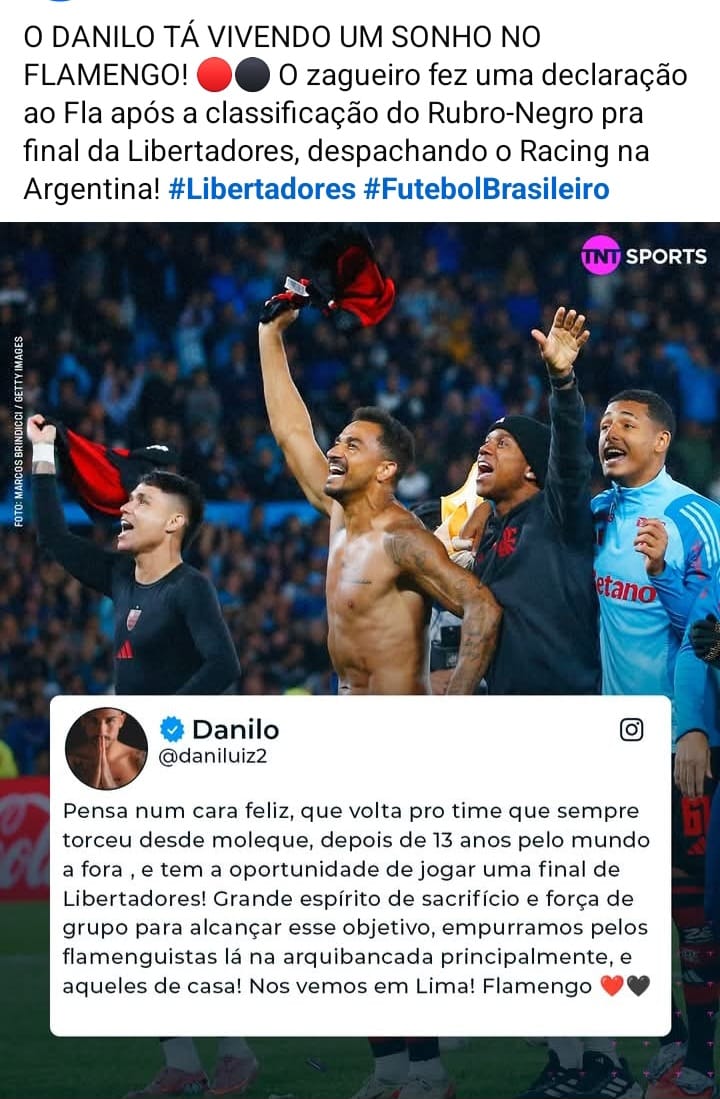 O DANILO TÁ VIVENDO UM SONHO NO
FLAMENGO! 🔴⚫ O zagueiro fez uma declaração
ao Fla após a classificação do Rubro-Negro pra
final da Libertadores, despachando o Racing na
Argentina! #Libertadores #FutebolBrasileiro
TNT SPORTS
FOTO: MARCOS BRINDICCI / GETTY IMAGES
etano
Danilo
@daniluiz2
Pensa num cara feliz, que volta pro time que sempre
torceu desde moleque, depois de 13 anos pelo mundo
a fora , e tem a oportunidade de jogar uma final de
Libertadores! Grande espírito de sacrifício e força de
grupo para alcançar esse objetivo, empurramos pelos
flamenguistas lá na arquibancada principalmente, e
aqueles de casa! Nos vemos em Lima! Flamengo ❤️🖤